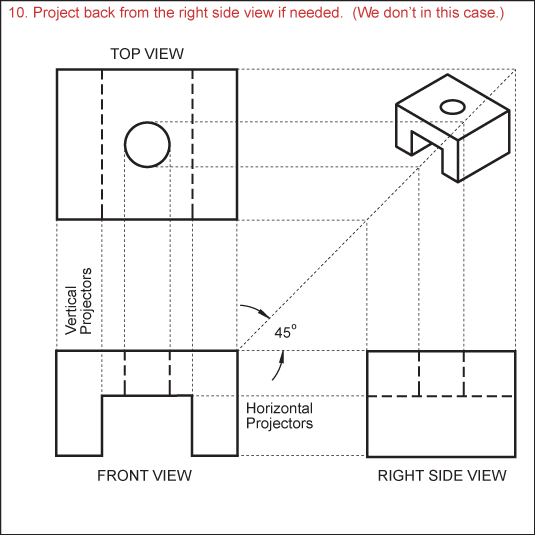 10. Project back from the right side view if needed.  (We don't in this case.)
TOP VIEW
Vertical
Projectors
45°
Horizontal
Projectors
FRONT VIEW
RIGHT SIDE VIEW